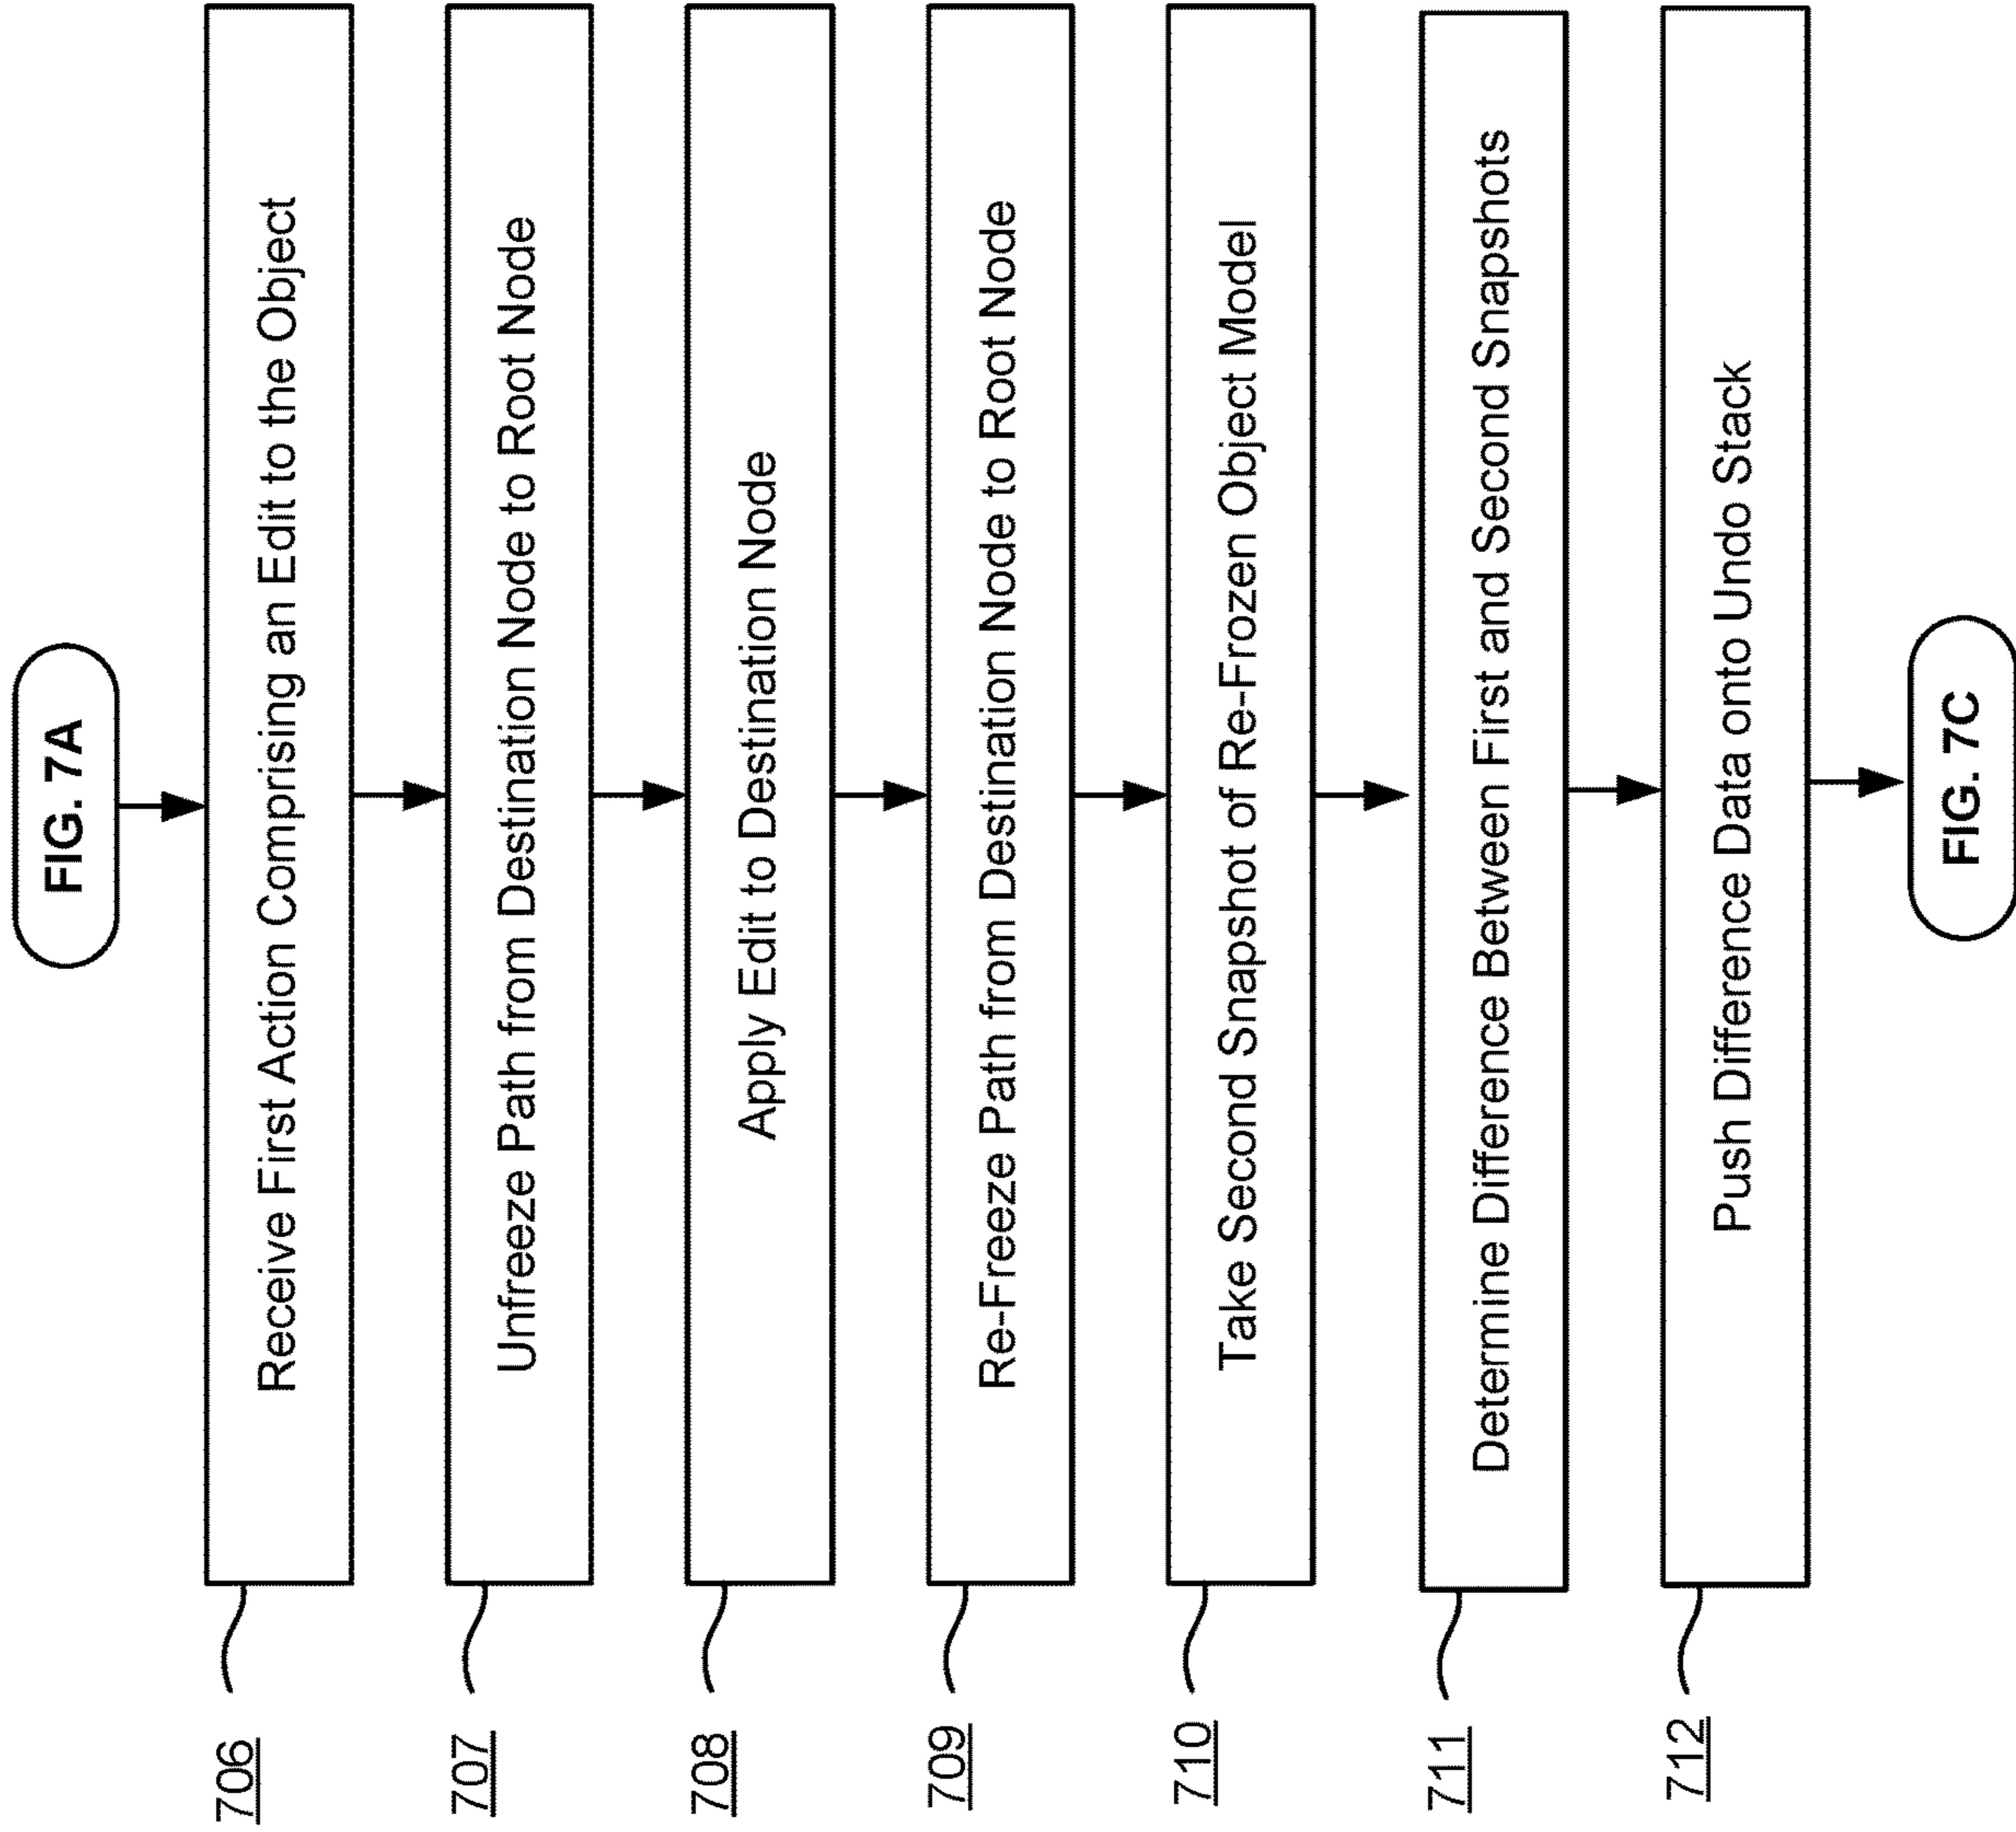 FIG. 7A
706
Receive First Action Comprising an Edit to the Object
707
Unfreeze Path from Destination Node to Root Node
708
Apply Edit to Destination Node
709
Re-Freeze Path from Destination Node to Root Node
710
Take Second Snapshot of Re-Frozen Object Model
711
Determine Difference Between First and Second Snapshots
712
Push Difference Data onto Undo Stack
FIG. 7C